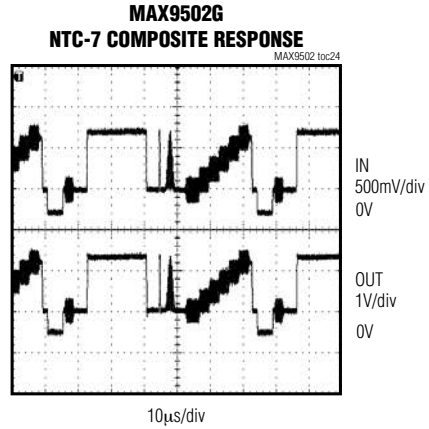 MAX9502G
NTC-7 COMPOSITE RESPONSE
MAX9502 toc24
IN
500mV/div
0V
OUT
1V/div
0V
10µs/div